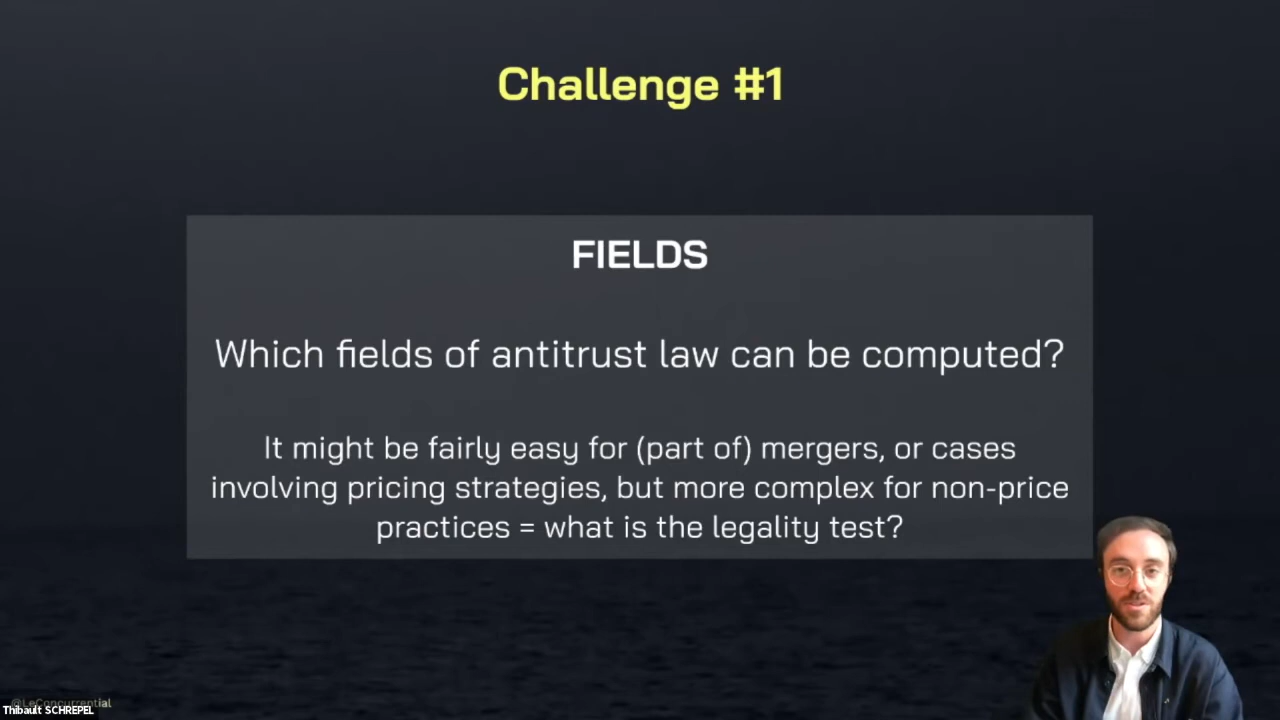 Challenge #1
FIELDS
Which fields of antitrust law can be computed?
It might be fairly easy for (part of) mergers, or cases
involving pricing strategies, but more complex for non-price
practices = what is the legality test?
@LeConcurrential
Thibault SCHREPEL